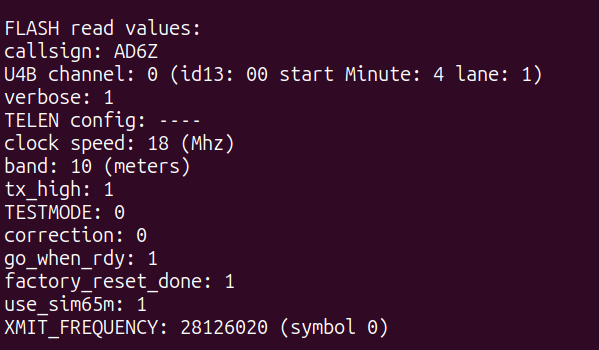 FLASH read values:
callsign: AD6Z
U4B channel: 0 (id13: 00 start Minute: 4 lane: 1)
verbose: 1
TELEN config: ----
clock speed: 18 (Mhz)
band: 10 (meters)
tx_high: 1
TESTMODE: 0
correction: 0
go_when_rdy: 1
factory_reset_done: 1
use_sim65m: 1
XMIT_FREQUENCY: 28126020 (symbol 0)